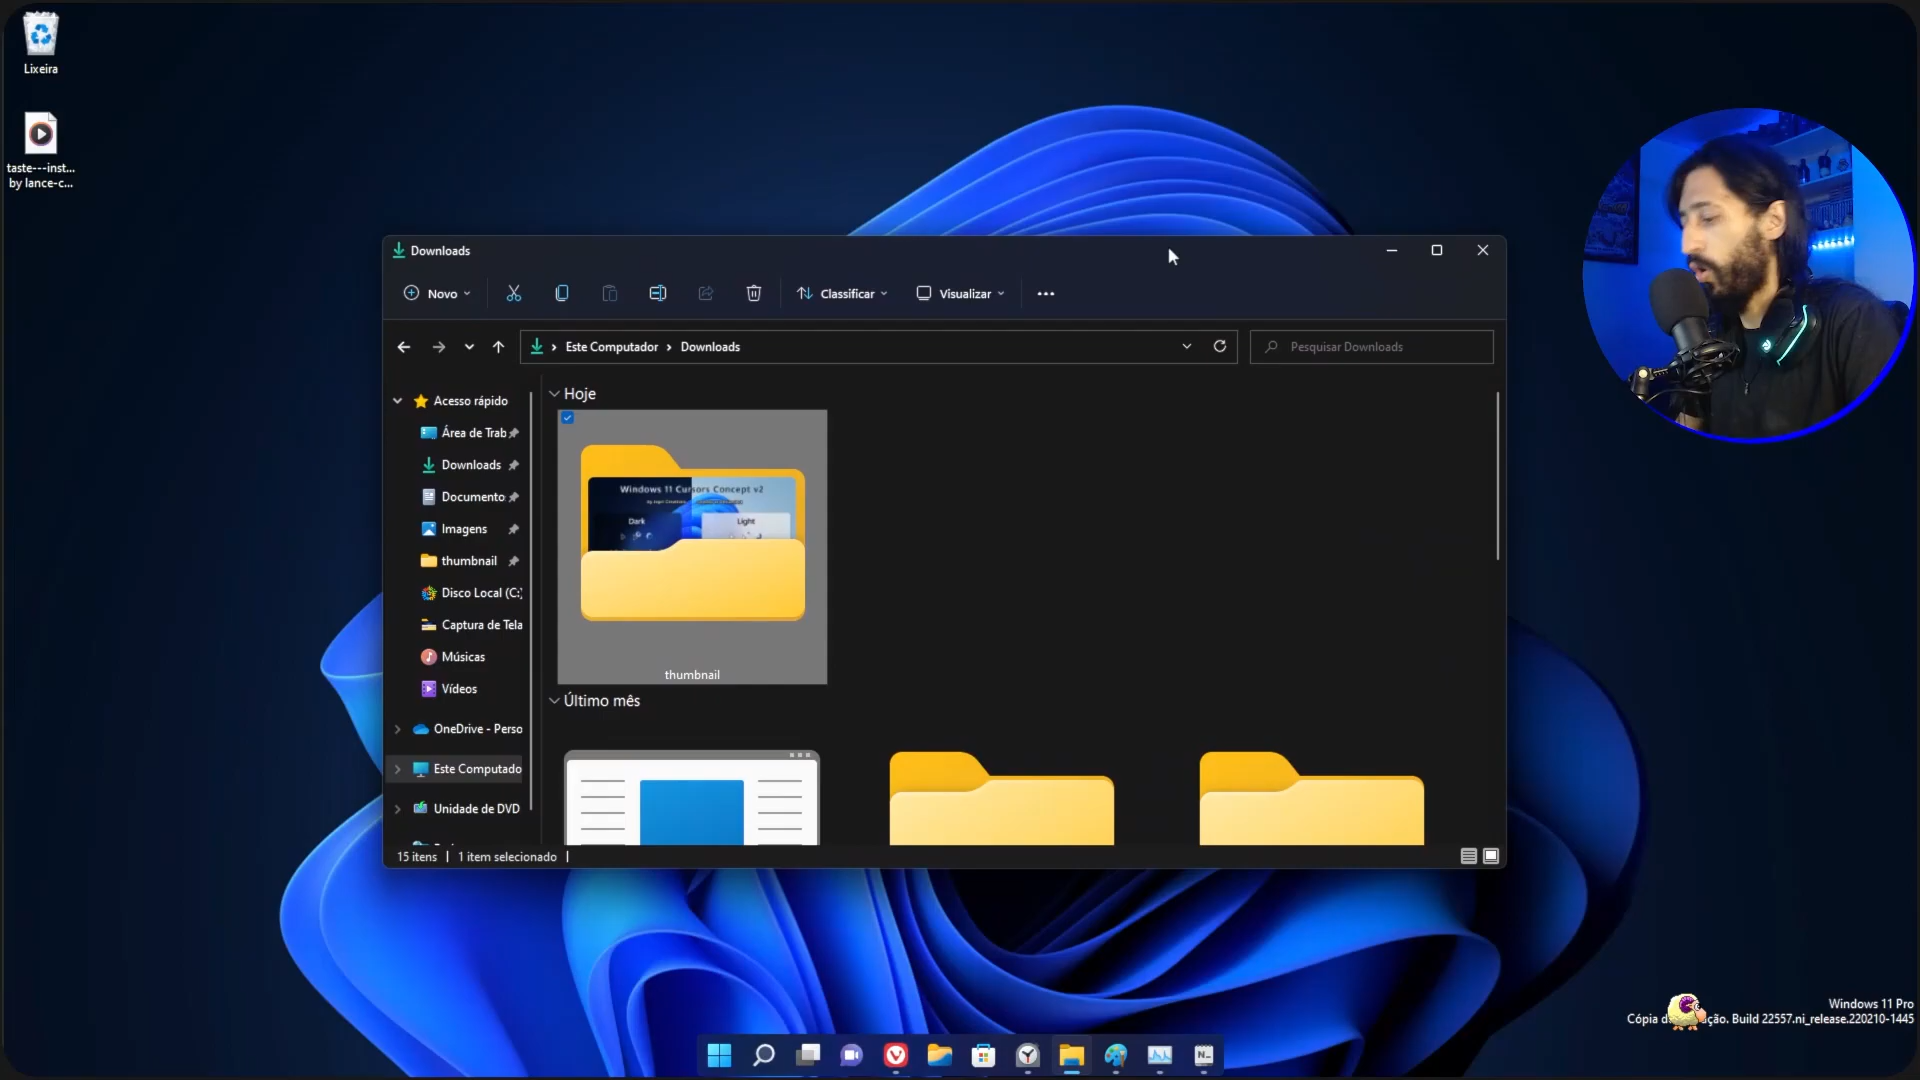 Lixeira
taste---inst...
by lance-c...
Downloads
Novo
Classificar
Visualizar
Este Computador
Downloads
Pesquisar Downloads
Acesso rápido
Área de Trab
Downloads
Documento
Imagens
thumbnail
Disco Local (C:)
Captura de Tela
Músicas
Vídeos
OneDrive - Perso
Este Computado
Unidade de DVD
Hoje
Windows 11 Cursors Concept v2
Dark
Light
thumbnail
Último mês
15 itens
1 item selecionado
Windows 11 Pro
Cópia d ção. Build 22557.ni_release.220210-1445